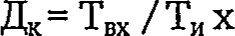 Дк = Твх / Ти х